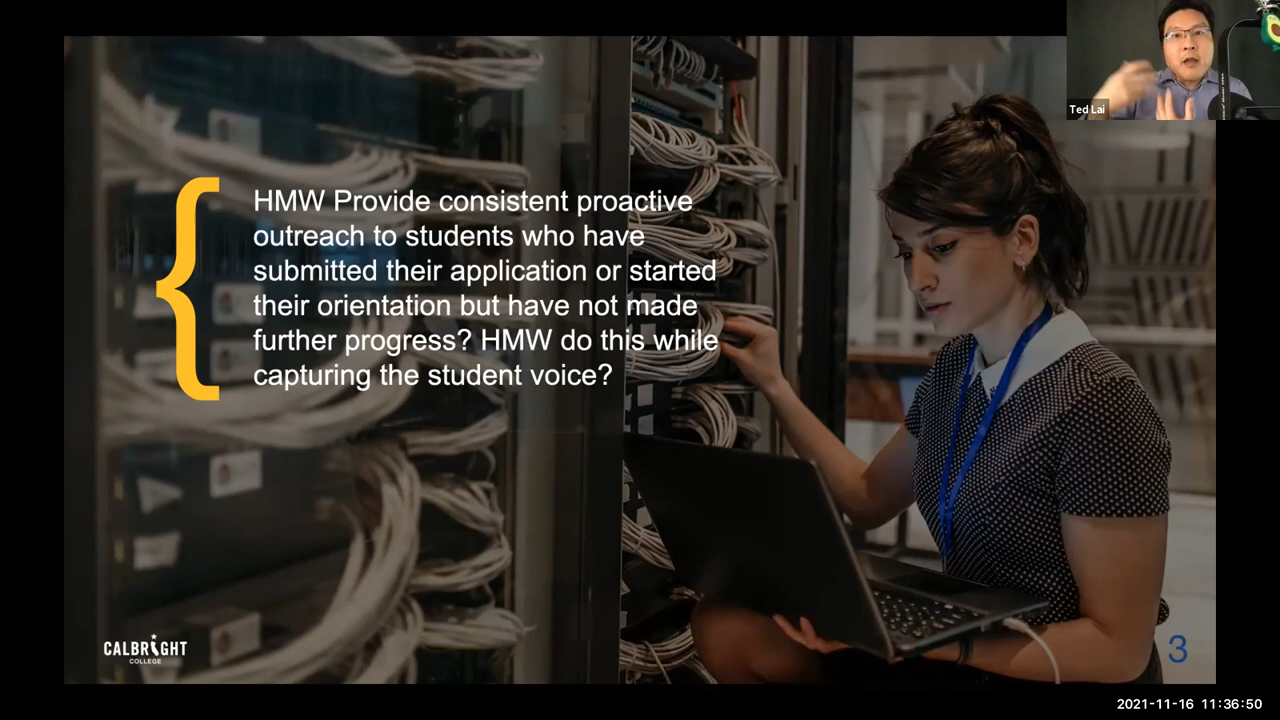 Ted Lai
HMW Provide consistent proactive
outreach to students who have
submitted their application or started
their orientation but have not made
further progress? HMW do this while
capturing the student voice?
CALBRIGHT
COLLEGE
3
2021-11-16 11:36:50